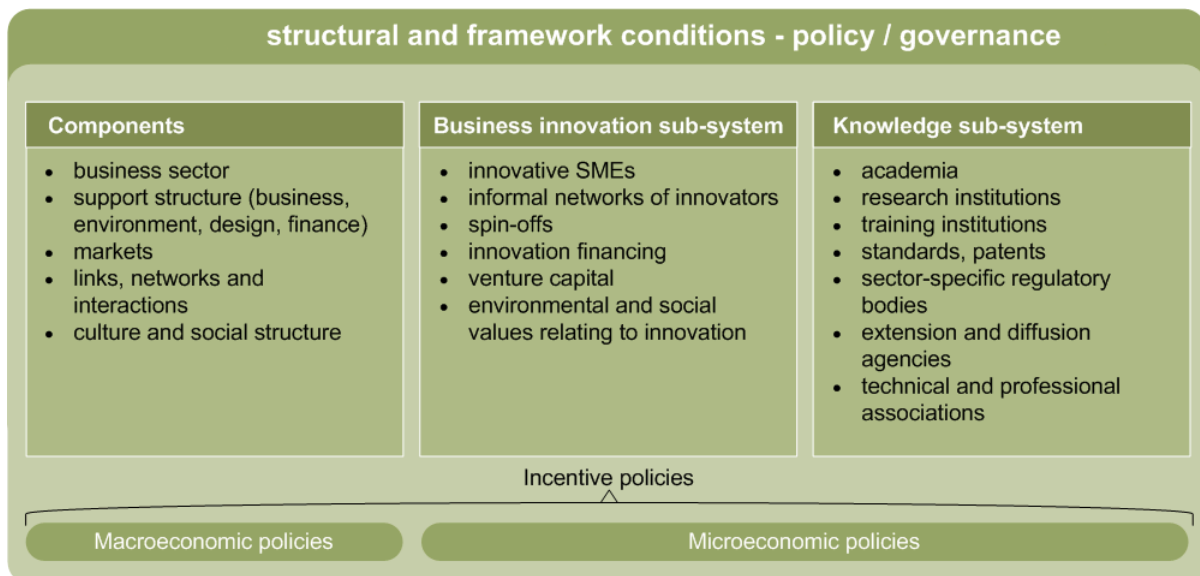 structural and framework conditions - policy / governance
Components
• business sector
• support structure (business,
environment, design, finance)
• markets
• links, networks and
interactions
• culture and social structure
Business innovation sub-system
• innovative SMEs
• informal networks of innovators
• spin-offs
• innovation financing
• venture capital
• environmental and social
values relating to innovation
Knowledge sub-system
• academia
• research institutions
• training institutions
• standards, patents
• sector-specific regulatory
bodies
• extension and diffusion
agencies
• technical and professional
associations
Incentive policies
Macroeconomic policies
Microeconomic policies